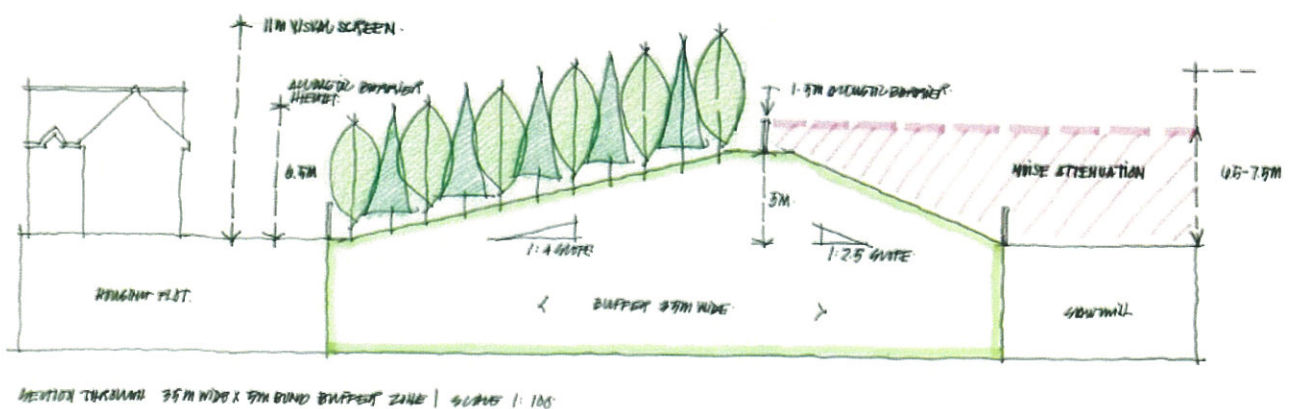 11M VISUAL SCREEN.
ACOUSTIC BARRIER
HEIGHT.
6.5M
1.5M ACOUSTIC BARRIER.
NOISE ATTENUATION
6.5-7.5M
5M
1:4 SLOPE
1:2.5 SLOPE
HOUSING PLOT.
< BUFFER 35M WIDE. >
SAWMILL
SECTION THROUGH 35M WIDE X 5M BUND BUFFER ZONE | SCALE 1:100